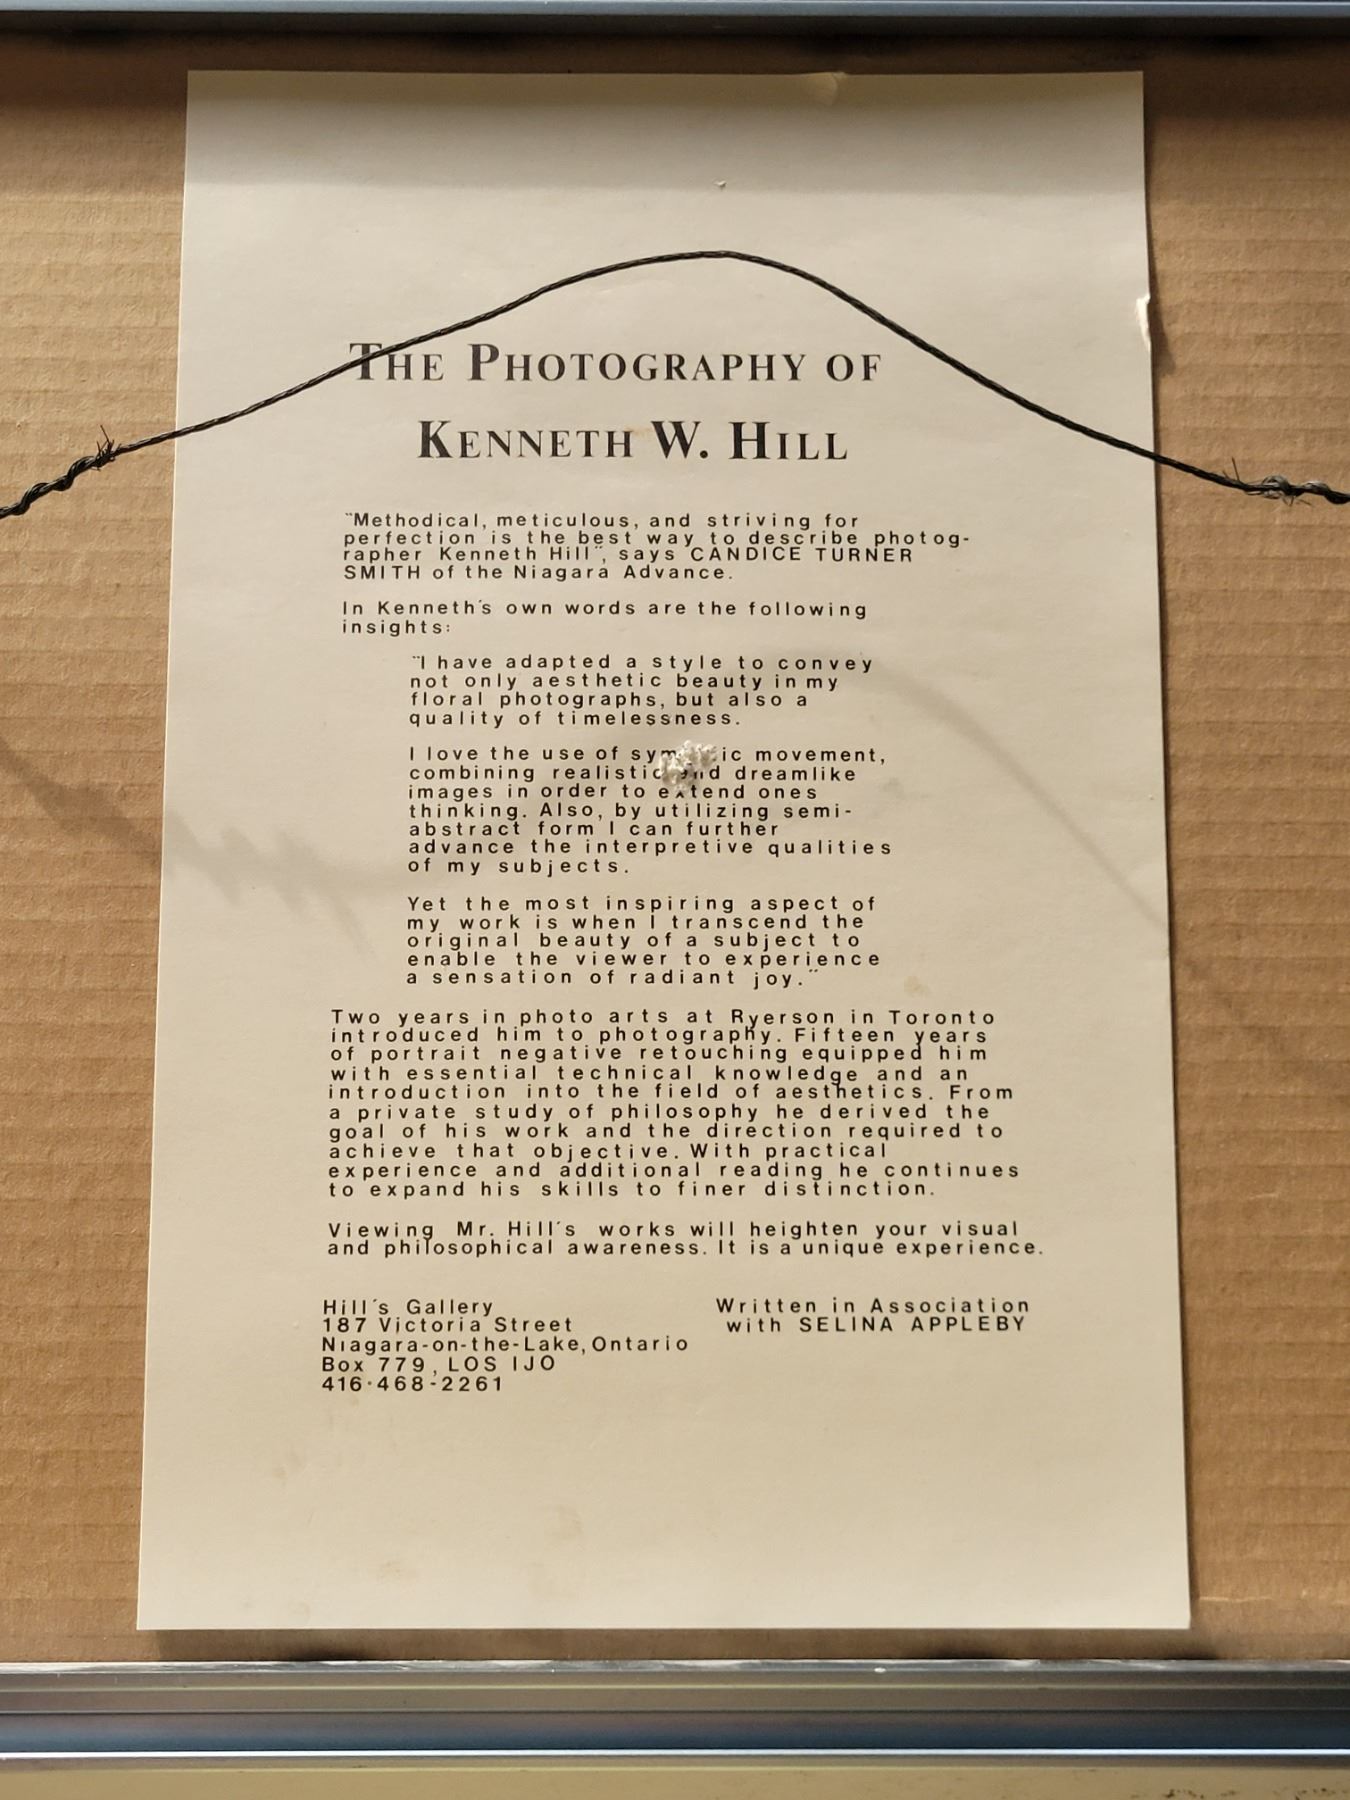 THE PHOTOGRAPHY OF
KENNETH W. HILL
"Methodical, meticulous, and striving for
perfection is the best way to describe photog-
rapher Kenneth Hill", says CANDICE TURNER
SMITH of the Niagara Advance.
In Kenneth's own words are the following
insights:
"I have adapted a style to convey
not only aesthetic beauty in my
floral photographs, but also a
quality of timelessness.
I love the use of movement,
combining realistic and dreamlike
images in order to extend ones
thinking. Also, by utilizing semi-
abstract form I can further
advance the interpretive qualities
of my subjects.
Yet the most inspiring aspect of
my work is when I transcend the
original beauty of a subject to
enable the viewer to experience
a sensation of radiant joy."
Two years in photo arts at Ryerson in Toronto
introduced him to photography. Fifteen years
of portrait negative retouching equipped him
with essential technical knowledge and an
introduction into the field of aesthetics. From
a private study of philosophy he derived the
goal of his work and the direction required to
achieve that objective. With practical
experience and additional reading he continues
to expand his skills to finer distinction.
Viewing Mr. Hill's works will heighten your visual
and philosophical awareness. It is a unique experience.
Hill's Gallery
187 Victoria Street
Niagara-on-the-Lake, Ontario
Box 779, LOS IJO
416·468-2261
Written in Association
with SELINA APPLEBY